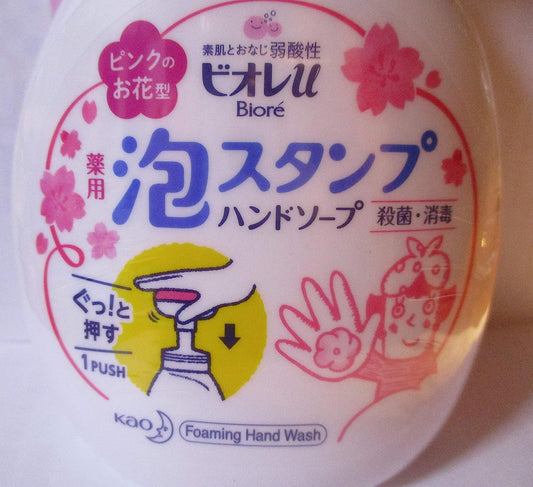 ピンクの
お花型
素肌とおなじ弱酸性
ビオレu
Bioré
薬用
泡スタンプ
ハンドソープ
殺菌・消毒
ぐっ!と
押す
1 PUSH
Kao
Foaming Hand Wash